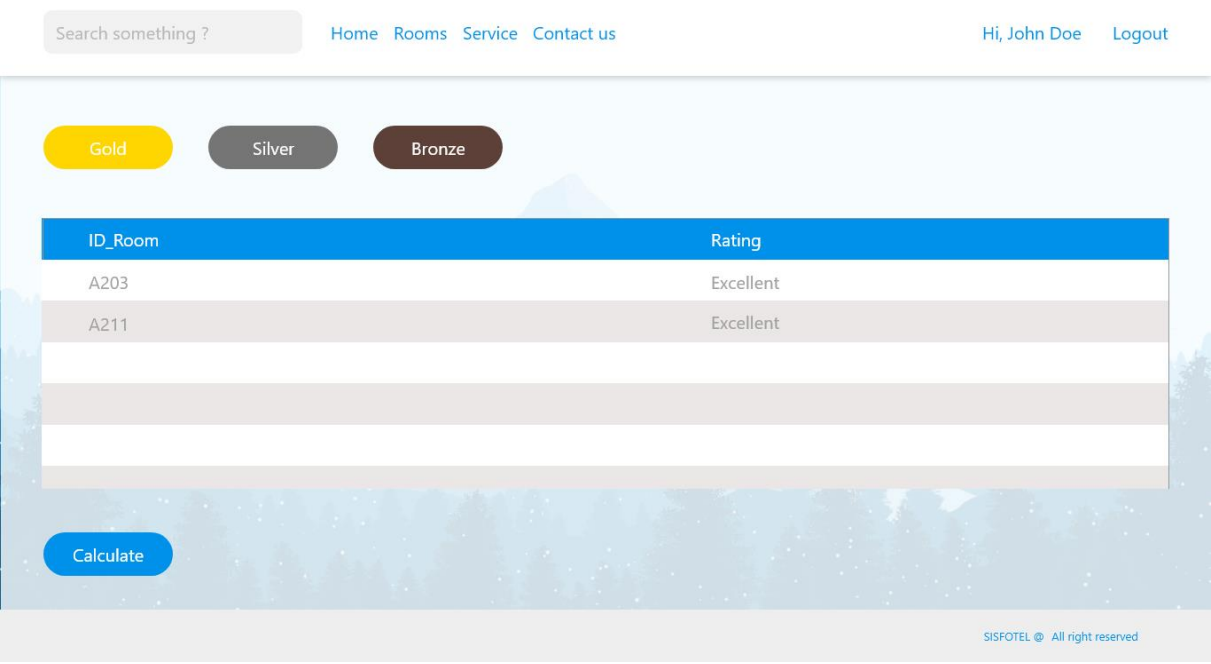 Search something ? Home Rooms Service Contact us Hi, John Doe Logout
Gold Silver Bronze
ID_Room Rating
A203 Excellent
A211 Excellent
Calculate
SISFOTEL @ All right reserved